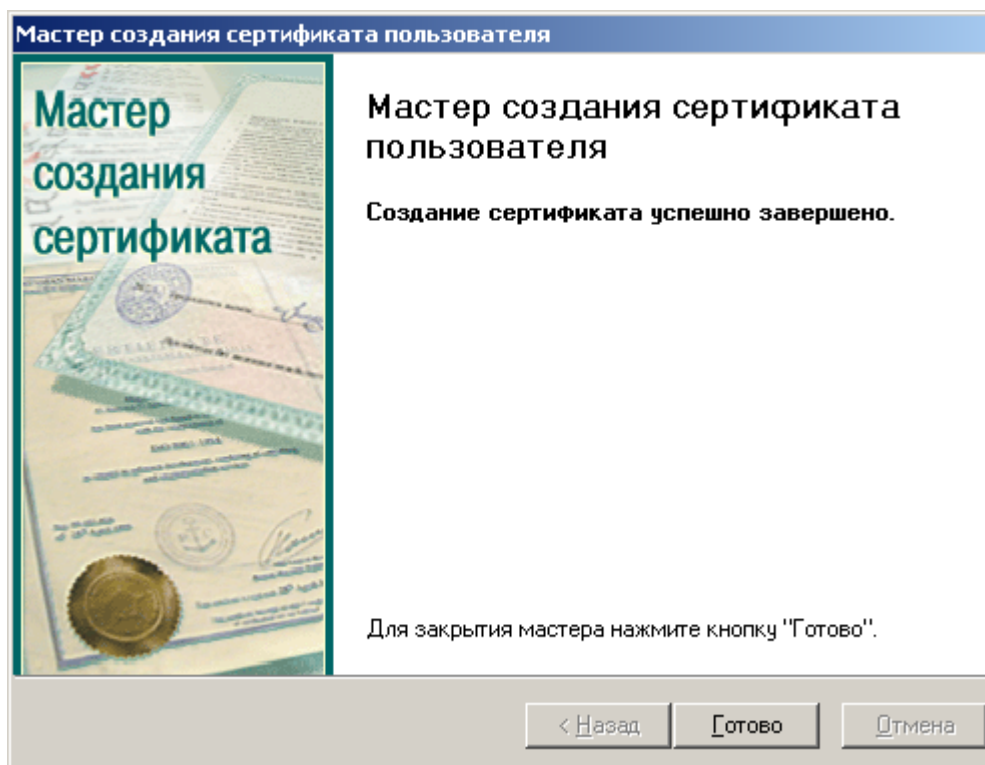 Мастер создания сертификата пользователя
Мастер
создания
сертификата
Мастер создания сертификата
пользователя
Создание сертификата успешно завершено.
Для закрытия мастера нажмите кнопку "Готово".
< Назад
Готово
Отмена